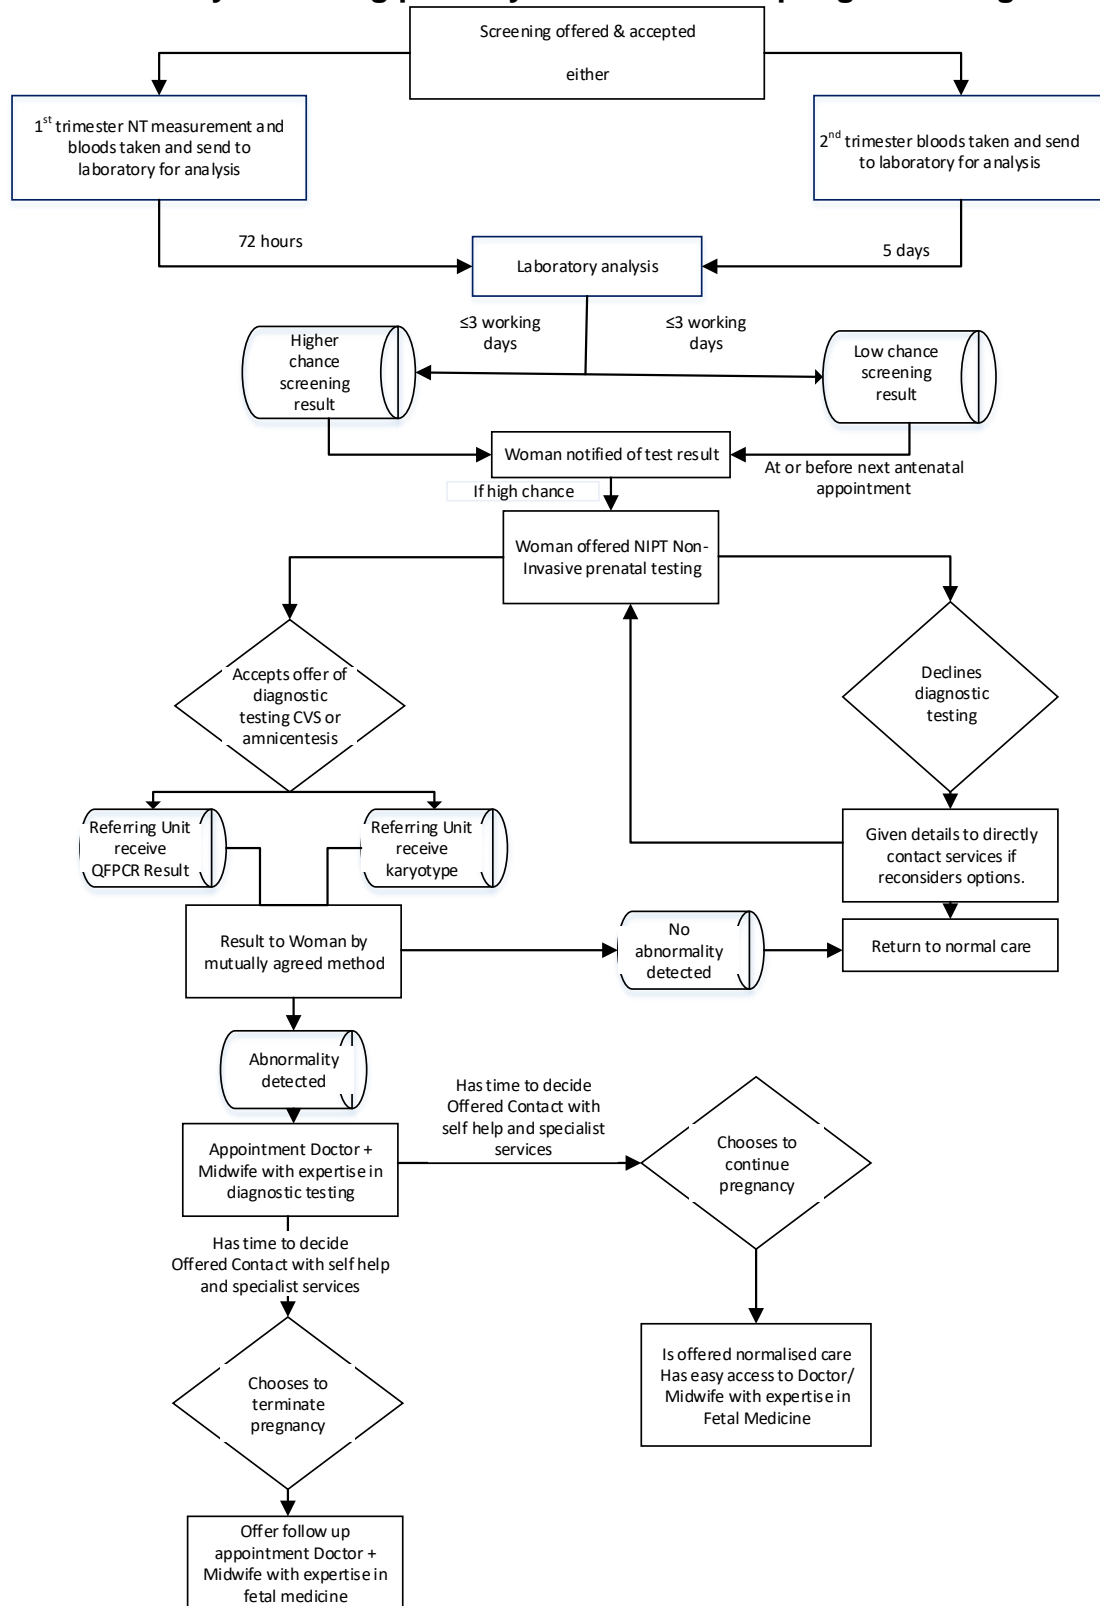 Screening offered & accepted
either
1st trimester NT measurement and
bloods taken and send to
laboratory for analysis
2nd trimester bloods taken and send
to laboratory for analysis
72 hours
5 days
Laboratory analysis
≤3 working
days
≤3 working
days
Higher
chance
screening
result
Low chance
screening
result
Woman notified of test result
At or before next antenatal
appointment
If high chance
Woman offered NIPT Non-
Invasive prenatal testing
Accepts offer of
diagnostic
testing CVS or
amnicentesis
Declines
diagnostic
testing
Referring Unit
receive
QFPCR Result
Referring Unit
receive
karyotype
Given details to directly
contact services if
reconsiders options.
Result to Woman by
mutually agreed method
No
abnormality
detected
Return to normal care
Abnormality
detected
Has time to decide
Offered Contact with
self help and specialist
services
Appointment Doctor +
Midwife with expertise in
diagnostic testing
Chooses to
continue
pregnancy
Has time to decide
Offered Contact with self help
and specialist services
Chooses to
terminate
pregnancy
Is offered normalised care
Has easy access to Doctor/
Midwife with expertise in
Fetal Medicine
Offer follow up
appointment Doctor +
Midwife with expertise in
fetal medicine